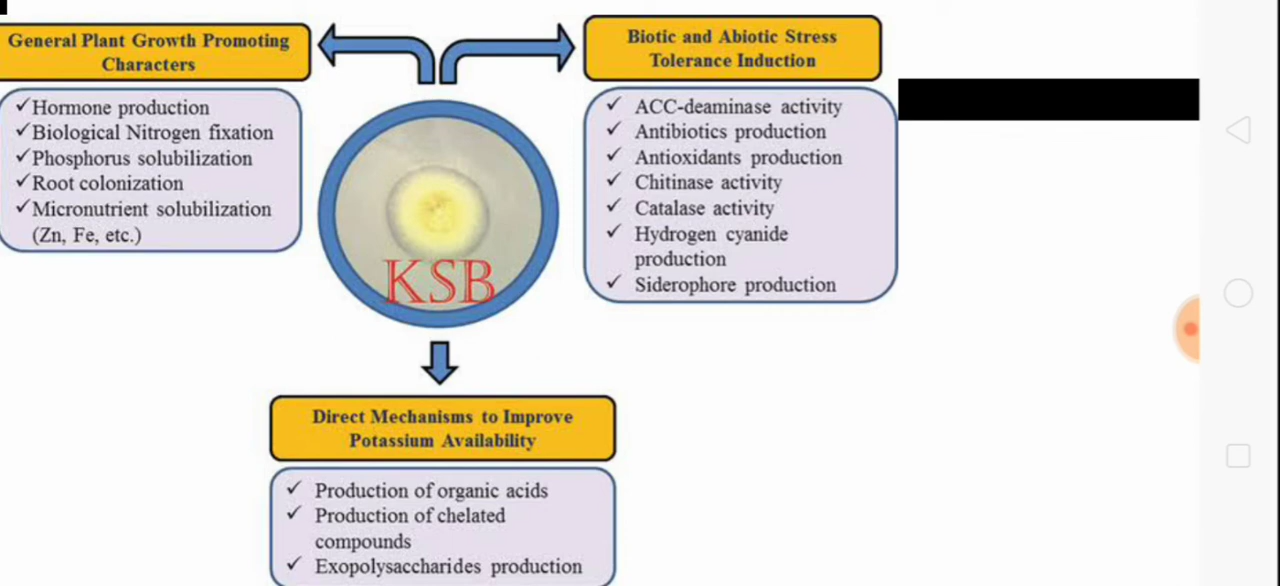 General Plant Growth Promoting
Characters
✓Hormone production
✓Biological Nitrogen fixation
✓Phosphorus solubilization
✓Root colonization
✓Micronutrient solubilization
(Zn, Fe, etc.)
Biotic and Abiotic Stress
Tolerance Induction
✓ ACC-deaminase activity
✓ Antibiotics production
✓ Antioxidants production
✓ Chitinase activity
✓ Catalase activity
✓ Hydrogen cyanide
production
✓ Siderophore production
KSB
Direct Mechanisms to Improve
Potassium Availability
✓ Production of organic acids
✓ Production of chelated
compounds
✓ Exopolysaccharides production